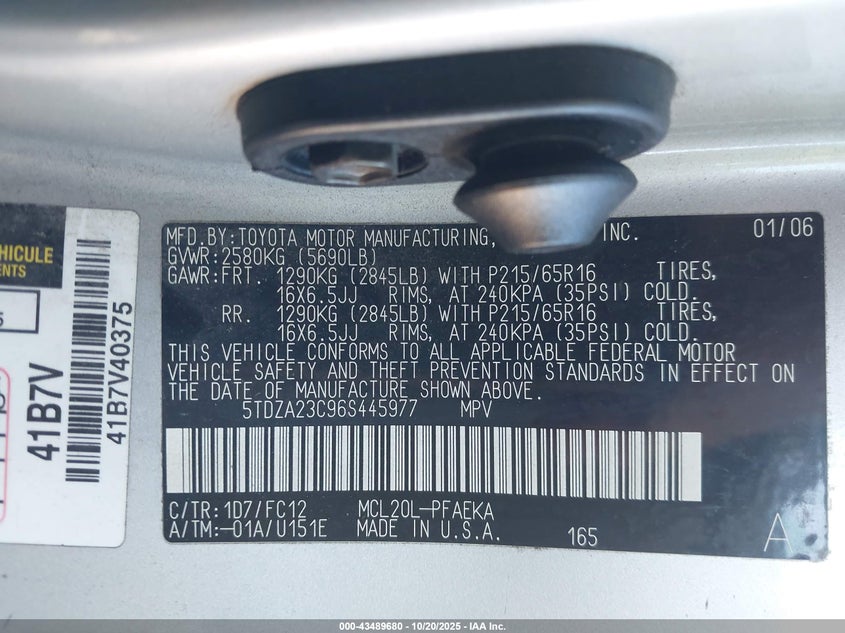 MFD.BY:TOYOTA MOTOR MANUFACTURING, INC. 01/06
GVWR:2580KG (5690LB)
GAWR:FRT. 1290KG (2845LB) WITH P215/65R16 TIRES,
16X6.5JJ RIMS, AT 240KPA (35PSI) COLD.
RR. 1290KG (2845LB) WITH P215/65R16 TIRES,
16X6.5JJ RIMS, AT 240KPA (35PSI) COLD.
THIS VEHICLE CONFORMS TO ALL APPLICABLE FEDERAL MOTOR
VEHICLE SAFETY AND THEFT PREVENTION STANDARDS IN EFFECT ON
THE DATE OF MANUFACTURE SHOWN ABOVE.
5TDZA23C96S445977 MPV
C/TR:1D7/FC12 MCL20L-PFAEKA
A/TM:-01A/U151E MADE IN U.S.A. 165 A
HICULE
ENTS
5
41B7V
41B7V40375
000-43489680 - 10/20/2025 - IAA Inc.